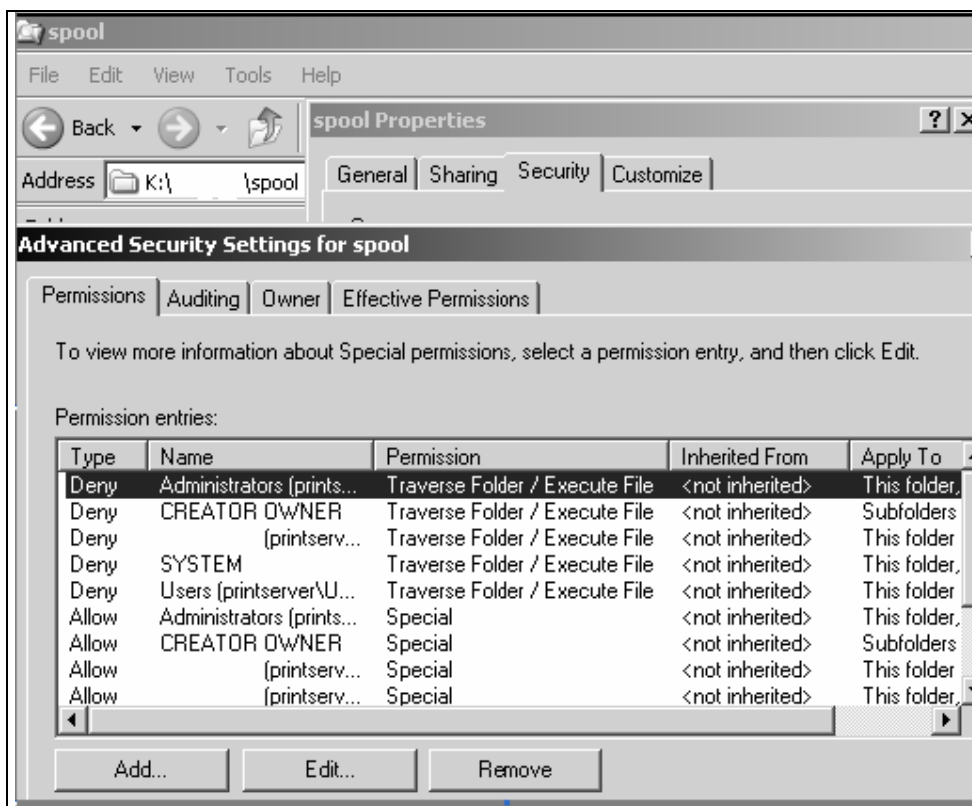 spool
File Edit View Tools Help
Back
spool Properties
Address K:\ \spool
General Sharing Security Customize
Advanced Security Settings for spool
Permissions Auditing Owner Effective Permissions
To view more information about Special permissions, select a permission entry, and then click Edit.
Permission entries:
Type Name Permission Inherited From Apply To
Deny Administrators (prints... Traverse Folder / Execute File <not inherited> This folder,
Deny CREATOR OWNER Traverse Folder / Execute File <not inherited> Subfolders
Deny (printserv... Traverse Folder / Execute File <not inherited> This folder
Deny SYSTEM Traverse Folder / Execute File <not inherited> This folder,
Deny Users (printserver\U... Traverse Folder / Execute File <not inherited> This folder
Allow Administrators (prints... Special <not inherited> This folder,
Allow CREATOR OWNER Special <not inherited> Subfolders
Allow (printserv... Special <not inherited> This folder
Allow (printserv... Special <not inherited> This folder,
Add... Edit... Remove